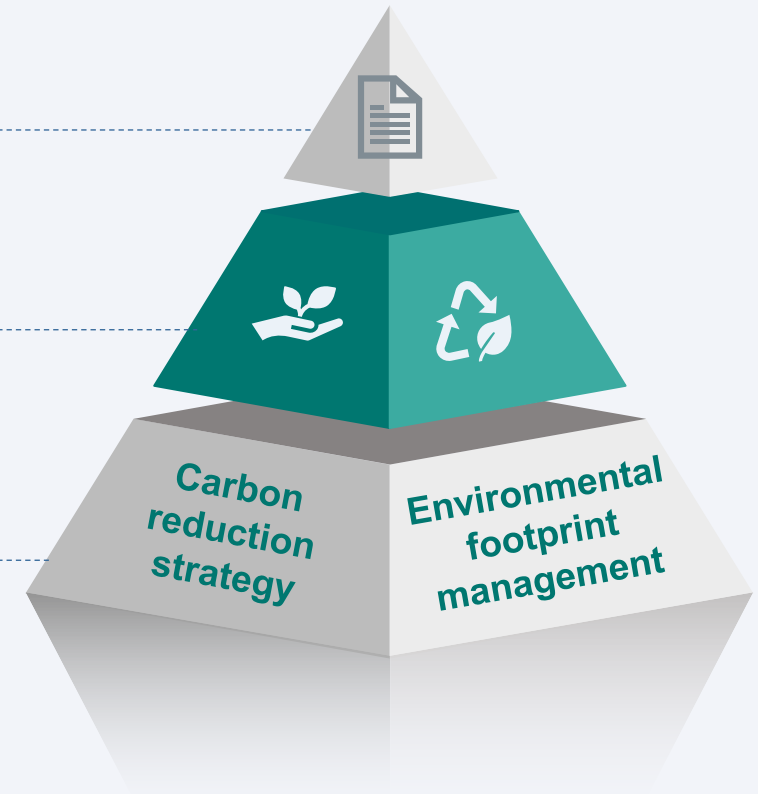 Carbon
reduction
strategy
Environmental
footprint
management